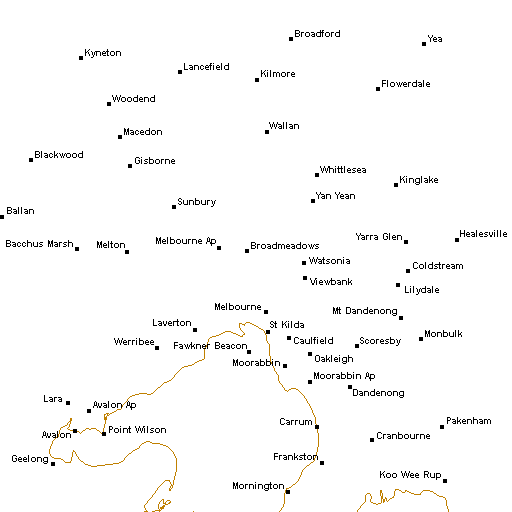 Broadford
Yea
Kyneton
Lancefield
Kilmore
Flowerdale
Woodend
Wallan
Macedon
Blackwood
Gisborne
Whittlesea
Kinglake
Yan Yean
Sunbury
Ballan
Yarra Glen
Healesville
Bacchus Marsh
Melton
Melbourne Ap
Broadmeadows
Watsonia
Coldstream
Viewbank
Lilydale
Melbourne
Mt Dandenong
Laverton
St Kilda
Monbulk
Werribee
Fawkner Beacon
Caulfield
Scoresby
Oakleigh
Moorabbin
Moorabbin Ap
Dandenong
Lara
Avalon Ap
Carrum
Pakenham
Avalon
Point Wilson
Cranbourne
Geelong
Frankston
Koo Wee Rup
Mornington